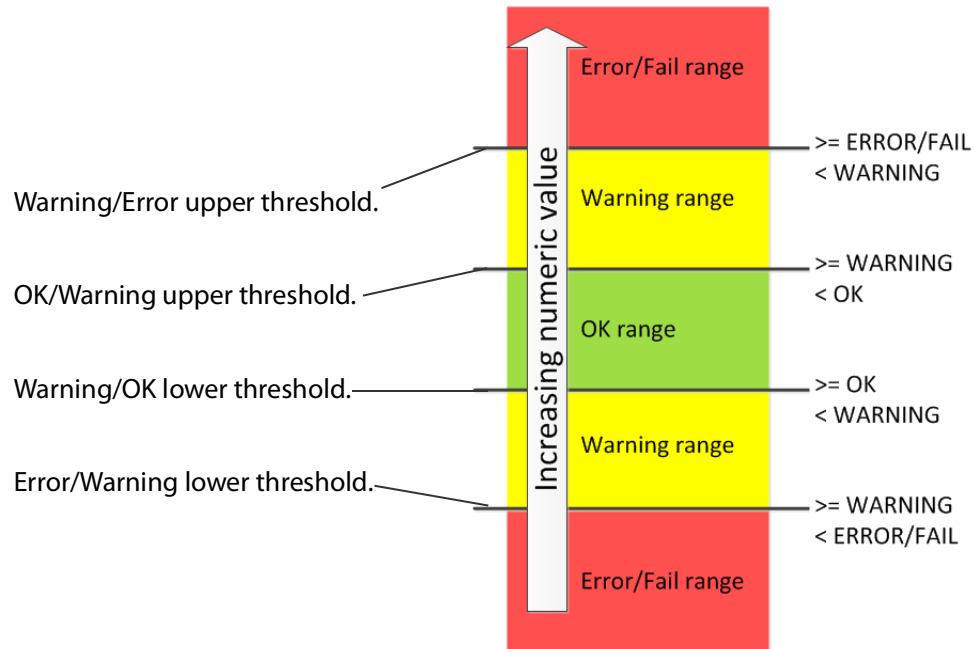 Error/Fail range
>= ERROR/FAIL
< WARNING
Warning/Error upper threshold.
Warning range
>= WARNING
< OK
OK/Warning upper threshold.
OK range
Increasing numeric value
Warning/OK lower threshold.
>= OK
< WARNING
Warning range
Error/Warning lower threshold.
>= WARNING
< ERROR/FAIL
Error/Fail range